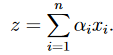 z = \sum_{i=1}^{n} \alpha_i x_i.